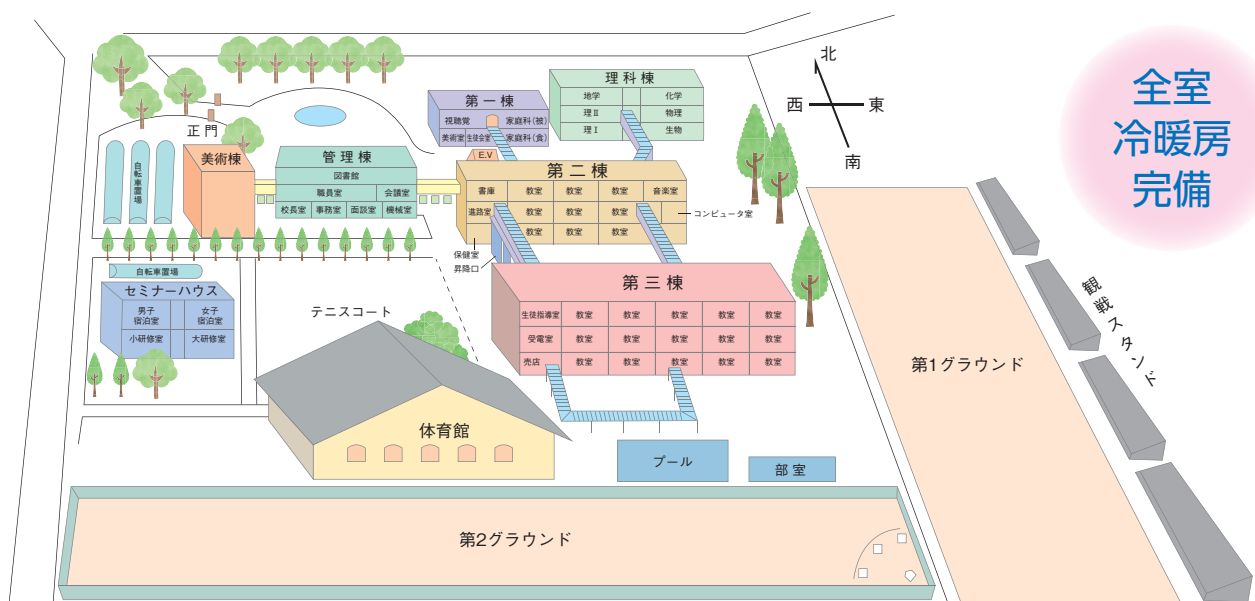 北
西 東
南
全室
冷暖房
完備
正門
自転車置場
美術棟
管理棟
図書館
職員室 会議室
校長室 事務室 面談室 機械室
第一棟
視聴覚 家庭科(被)
美術室 生徒会室 家庭科(食)
理科棟
地学 化学
理Ⅱ 物理
理Ⅰ 生物
E.V
第二棟
書庫 教室 教室 教室 音楽室
進路室 教室 教室 教室
教室 教室 教室
コンピュータ室
保健室
昇降口
第三棟
生徒指導室 教室 教室 教室 教室 教室
受電室 教室 教室 教室 教室 教室
売店 教室 教室 教室 教室 教室
自転車置場
セミナーハウス
男子
宿泊室
女子
宿泊室
小研修室 大研修室
テニスコート
体育館
プール
部室
第1グラウンド
観戦スタンド
第2グラウンド